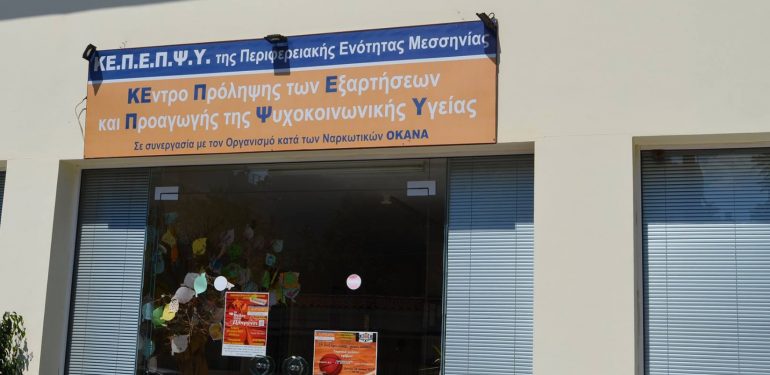 ΚΕ.Π.Ε.Π.Ψ.Υ. της Περιφερειακής Ενότητας Μεσσηνίας
ΚΕντρο Πρόληψης των Εξαρτήσεων
και Προαγωγής της Ψυχοκοινωνικής Υγείας
Σε συνεργασία με τον Οργανισμό κατά των Ναρκωτικών ΟΚΑΝΑ